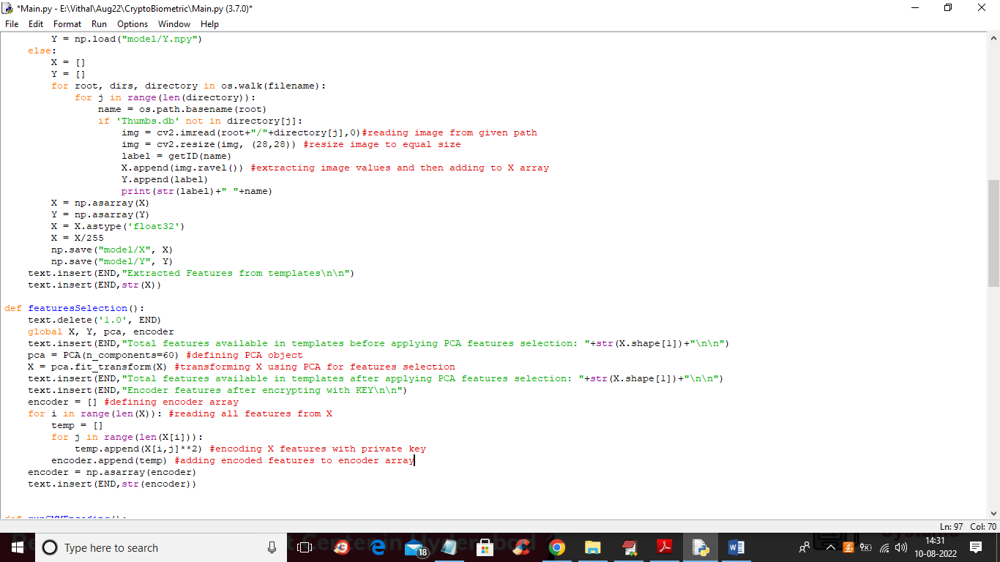 *Main.py - E:\Vithal\Aug22\CryptoBiometric\Main.py (3.7.0)*
File Edit Format Run Options Window Help
        Y = np.load("model/Y.npy")
    else:
        X = []
        Y = []
        for root, dirs, directory in os.walk(filename):
            for j in range(len(directory)):
                name = os.path.basename(root)
                if 'Thumbs.db' not in directory[j]:
                    img = cv2.imread(root+"/"+directory[j],0)#reading image from given path
                    img = cv2.resize(img, (28,28)) #resize image to equal size
                    label = getID(name)
                    X.append(img.ravel()) #extracting image values and then adding to X array
                    Y.append(label)
                    print(str(label)+" "+name)
        X = np.asarray(X)
        Y = np.asarray(Y)
        X = X.astype('float32')
        X = X/255
        np.save("model/X", X)
        np.save("model/Y", Y)
    text.insert(END,"Extracted Features from templates\n\n")
    text.insert(END,str(X))
def featuresSelection():
    text.delete('1.0', END)
    global X, Y, pca, encoder
    text.insert(END,"Total features available in templates before applying PCA features selection: "+str(X.shape[1])+"\n\n")
    pca = PCA(n_components=60) #defining PCA object
    X = pca.fit_transform(X) #transforming X using PCA for features selection
    text.insert(END,"Total features available in templates after applying PCA features selection: "+str(X.shape[1])+"\n\n")
    text.insert(END,"Encoder features after encrypting with KEY\n\n")
    encoder = [] #defining encoder array
    for i in range(len(X)): #reading all features from X
        temp = []
        for j in range(len(X[i])):
            temp.append(X[i,j]**2) #encoding X features with private key
        encoder.append(temp) #adding encoded features to encoder array
    encoder = np.asarray(encoder)
    text.insert(END,str(encoder))
Ln: 97 Col: 70
Type here to search
18
14:31
10-08-2022